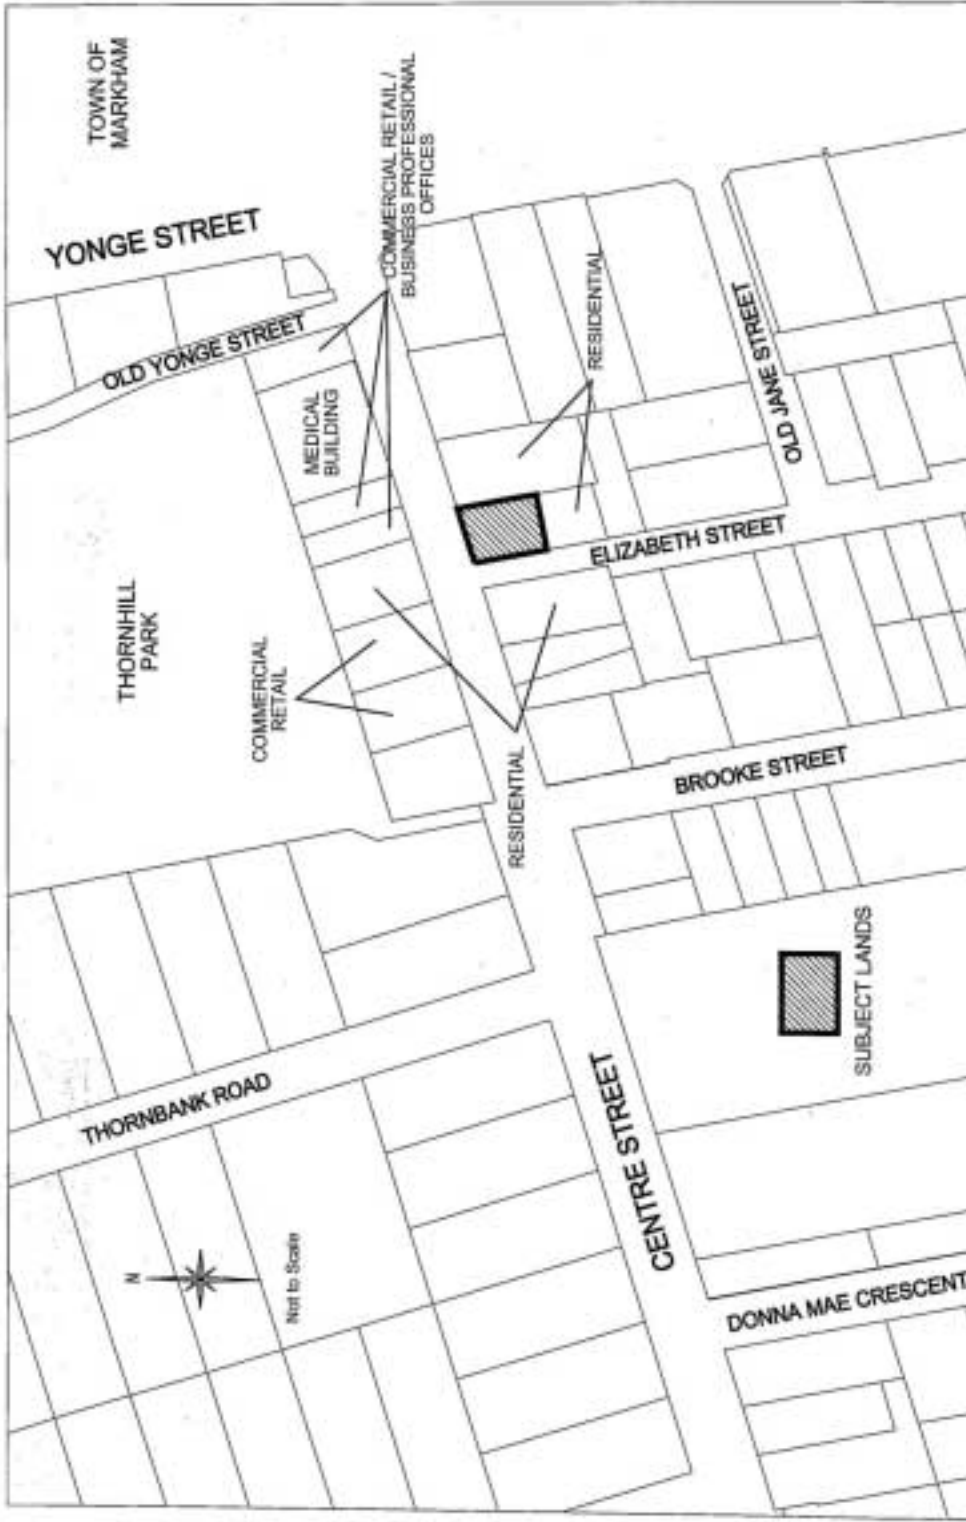 TOWN OF
MARKHAM
YONGE STREET
COMMERCIAL RETAIL /
BUSINESS PROFESSIONAL
OFFICES
OLD YONGE STREET
MEDICAL
BUILDING
RESIDENTIAL
OLD JANE STREET
THORNHILL
PARK
COMMERCIAL
RETAIL
ELIZABETH STREET
RESIDENTIAL
BROOKE STREET
THORNBANK ROAD
CENTRE STREET
SUBJECT LANDS
N
Not to Scale
DONNA MAE CRESCENT